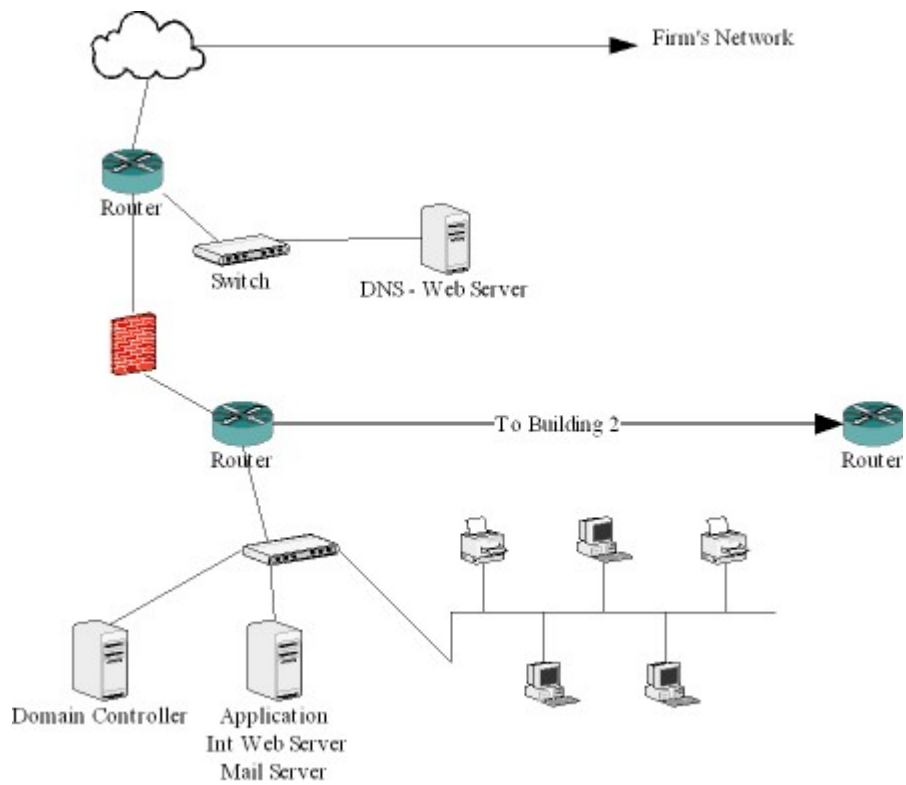 Firm's Network
Router
Switch
DNS - Web Server
To Building 2
Router
Router
Domain Controller
Application
Int Web Server
Mail Server